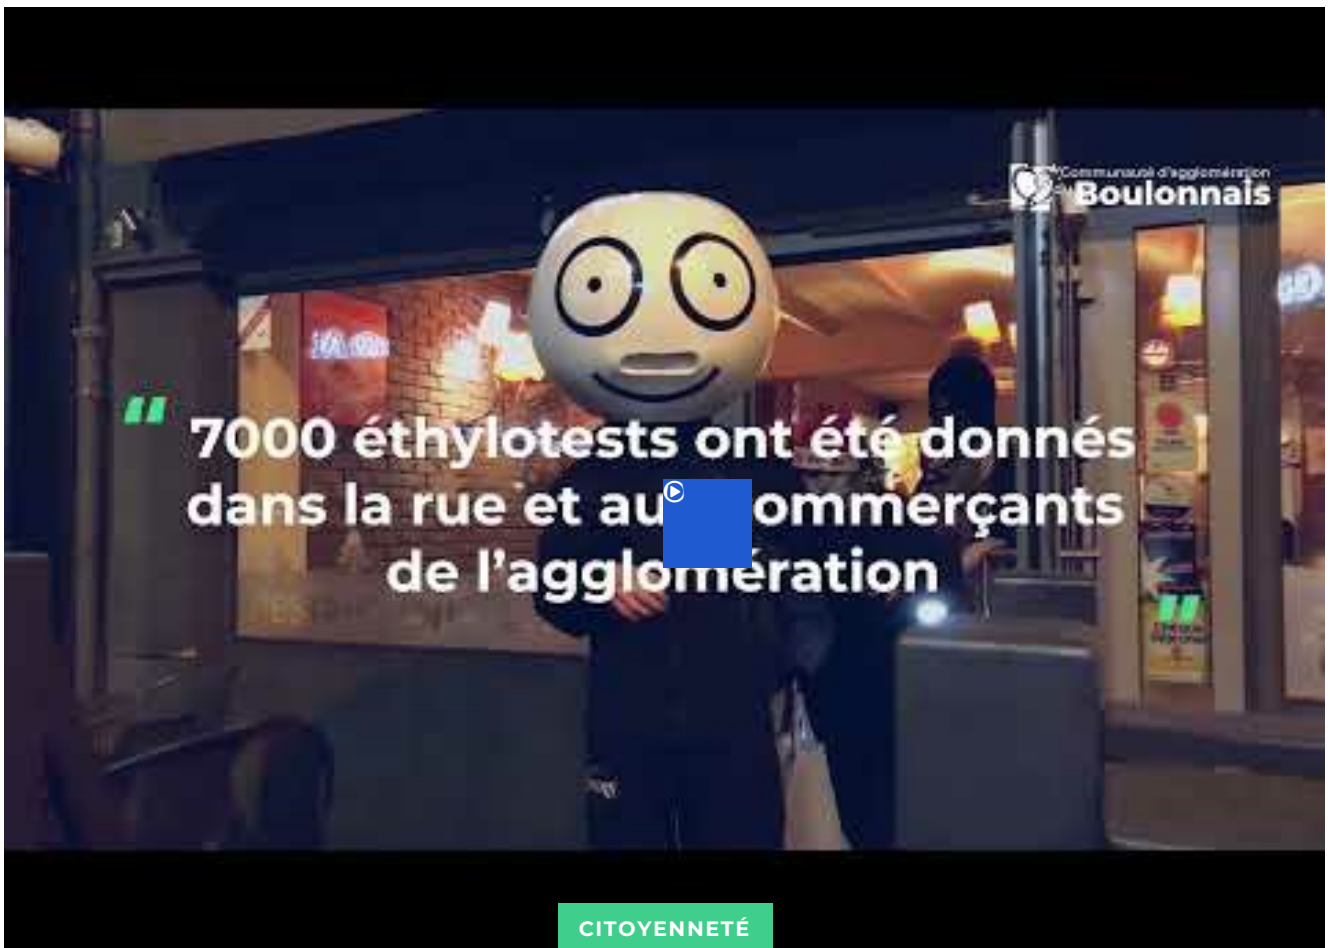 Communauté d'agglomération
Boulonnais
7000 éthylotests ont été donnés
dans la rue et au ommerçants
de l'agglomération
CITOYENNETÉ